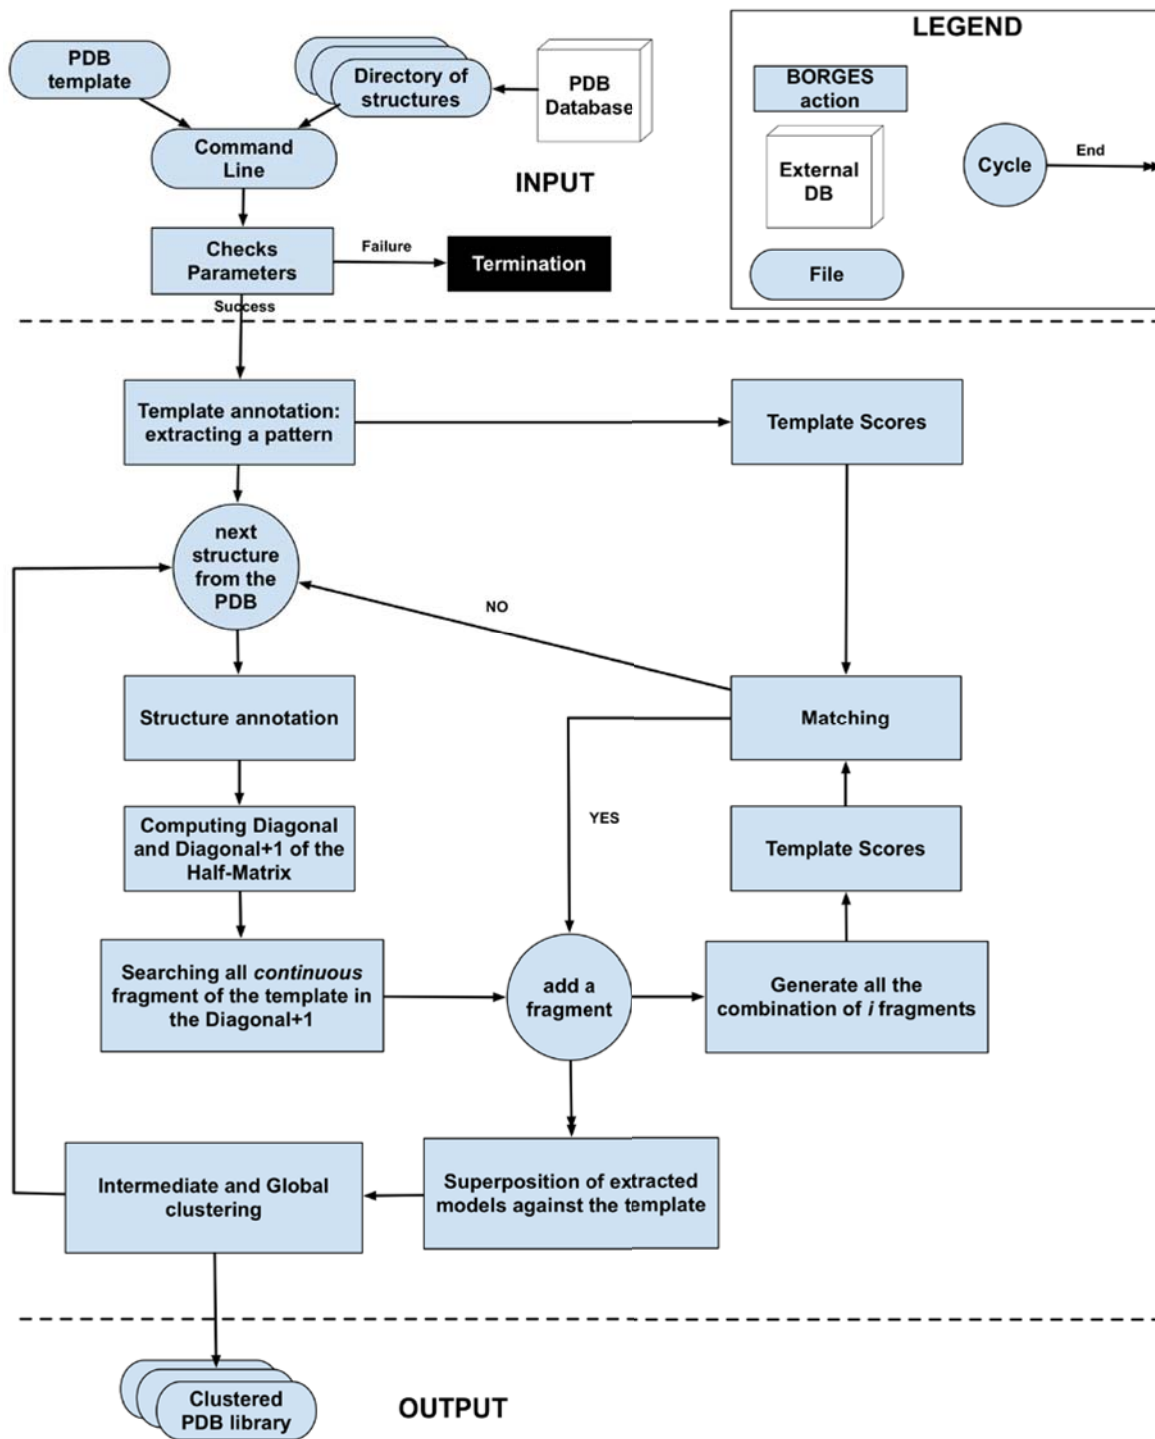 PDB
template
Directory of
structures
PDB
Database
Command
Line
INPUT
Checks
Parameters
Failure
Termination
Success
LEGEND
BORGES
action
External
DB
Cycle
End
File
Template annotation:
extracting a pattern
Template Scores
next
structure
from the
PDB
NO
Structure annotation
Matching
YES
Computing Diagonal
and Diagonal+1 of the
Half-Matrix
Template Scores
Searching all continuous
fragment of the template in
the Diagonal+1
add a
fragment
Generate all the
combination of i fragments
Intermediate and Global
clustering
Superposition of extracted
models against the template
Clustered
PDB library
OUTPUT